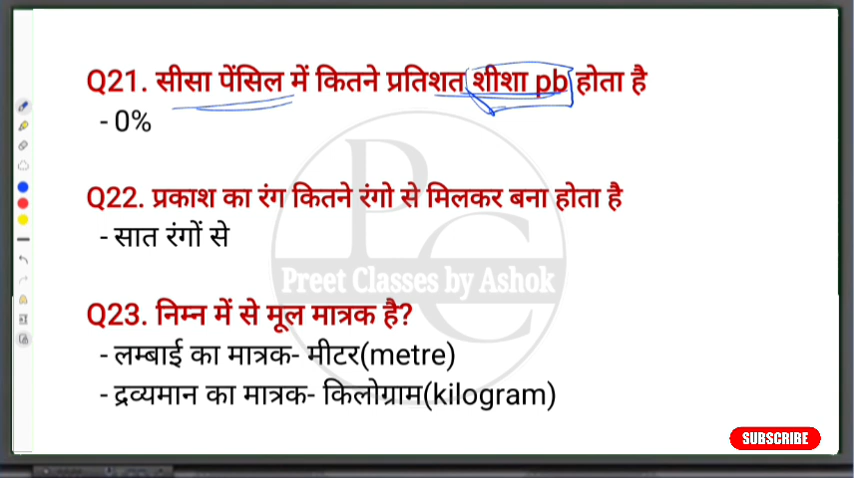 Q21. सीसा पेंसिल में कितने प्रतिशत शीशा pb होता है
- 0%
Q22. प्रकाश का रंग कितने रंगो से मिलकर बना होता है
- सात रंगों से
PC
Preet Classes by Ashok
Q23. निम्न में से मूल मात्रक है?
- लम्बाई का मात्रक- मीटर(metre)
- द्रव्यमान का मात्रक- किलोग्राम(kilogram)
SUBSCRIBE